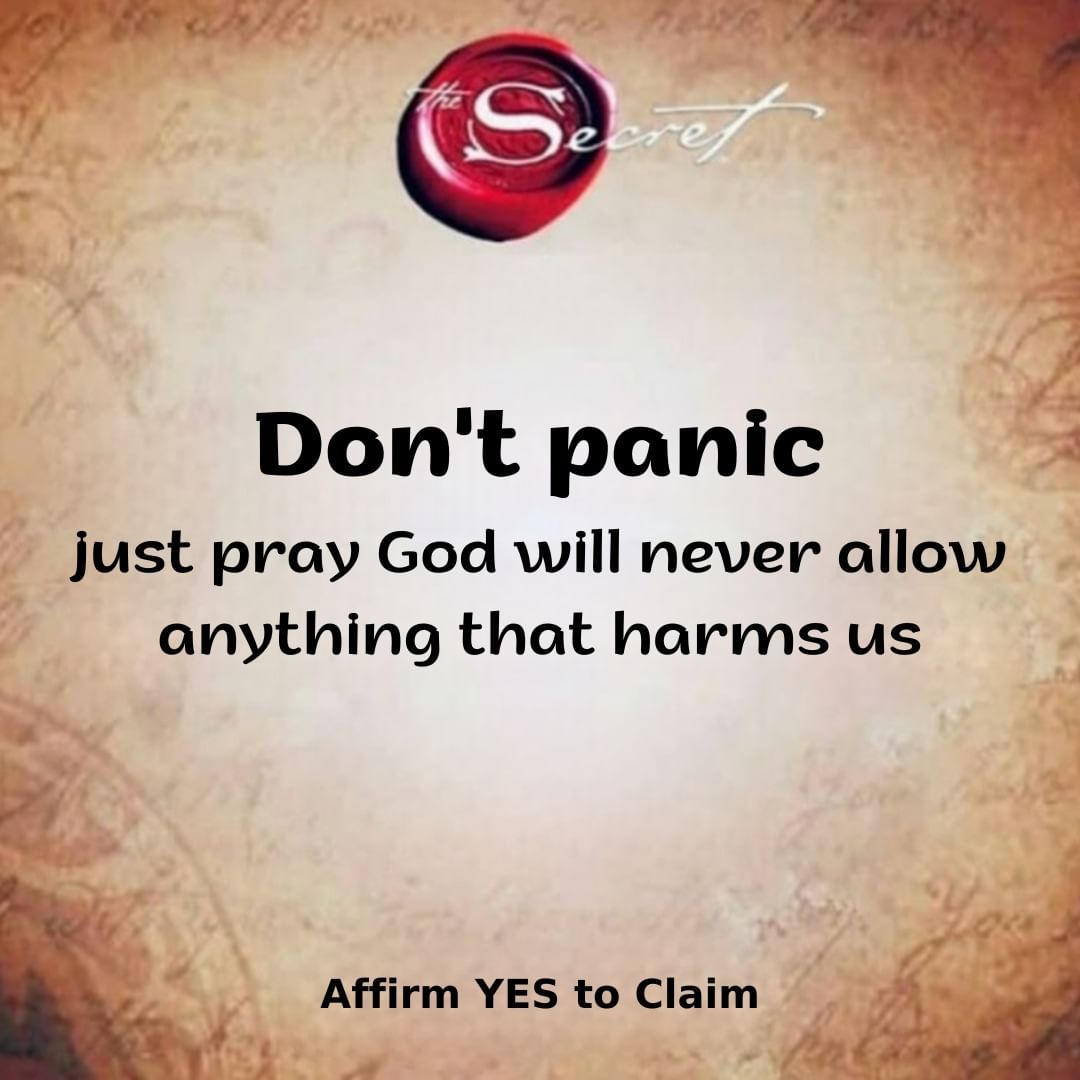 the Secret
Don't panic
just pray God will never allow
anything that harms us
Affirm YES to Claim